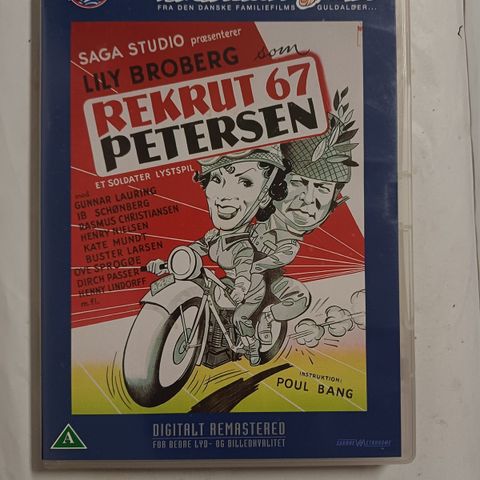 FRA DEN DANSKE FAMILIEFILMS GULDALDER...
SAGA STUDIO præsenterer
LILY BROBERG som
REKRUT 67
PETERSEN
ET SOLDATER LYSTSPIL
med
GUNNAR LAURING
IB SCHØNBERG
RASMUS CHRISTIANSEN
HENRY NIELSEN
KATE MUNDT
BUSTER LARSEN
OVE SPROGØE
DIRCH PASSER
HENNY LINDORFF
m.fl.
INSTRUKTION:
POUL BANG
A
DIGITALT REMASTERED
FOR BEDRE LYD- OG BILLEDKVALITET